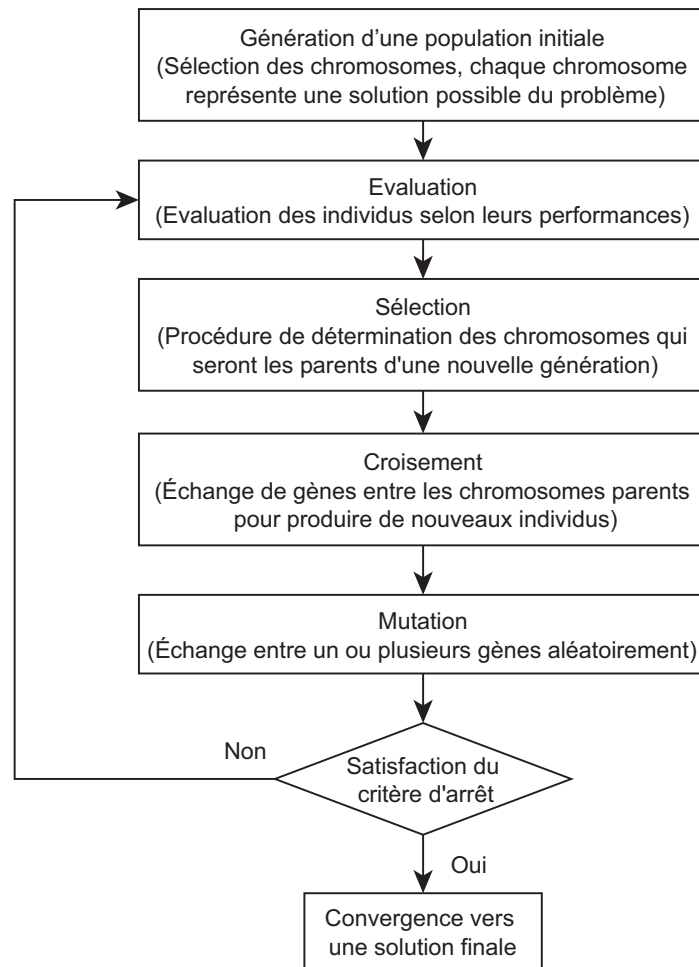 Génération d’une population initiale
(Sélection des chromosomes, chaque chromosome
représente une solution possible du problème)
Evaluation
(Evaluation des individus selon leurs performances)
Sélection
(Procédure de détermination des chromosomes qui
seront les parents d'une nouvelle génération)
Croisement
(Échange de gènes entre les chromosomes parents
pour produire de nouveaux individus)
Mutation
(Échange entre un ou plusieurs gènes aléatoirement)
Non
Satisfaction du
critère d'arrêt
Oui
Convergence vers
une solution finale